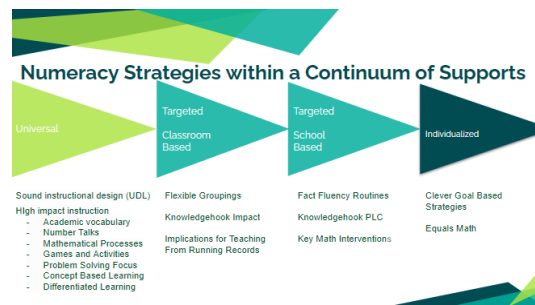 Numeracy Strategies within a Continuum of Supports
Universal
Targeted
Classroom
Based
Targeted
School
Based
Individualized
Sound instructional design (UDL)
HIgh impact instruction
- Academic vocabulary
- Number Talks
- Mathematical Processes
- Games and Activities
- Problem Solving Focus
- Concept Based Learning
- Differentiated Learning
Flexible Groupings
Knowledgehook Impact
Implications for Teaching
From Running Records
Fact Fluency Routines
Knowledgehook PLC
Key Math Interventions
Clever Goal Based
Strategies
Equals Math